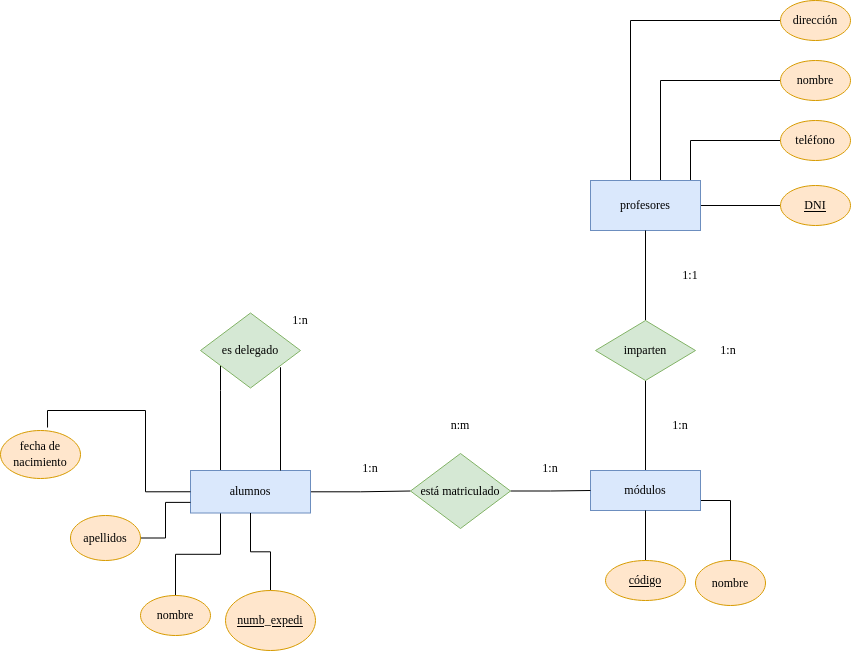 dirección
nombre
teléfono
profesores
DNI
1:1
1:n
es delegado
imparten
1:n
n:m
1:n
fecha de
nacimiento
1:n
1:n
alumnos
está matriculado
módulos
apellidos
código
nombre
nombre
numb_expedi